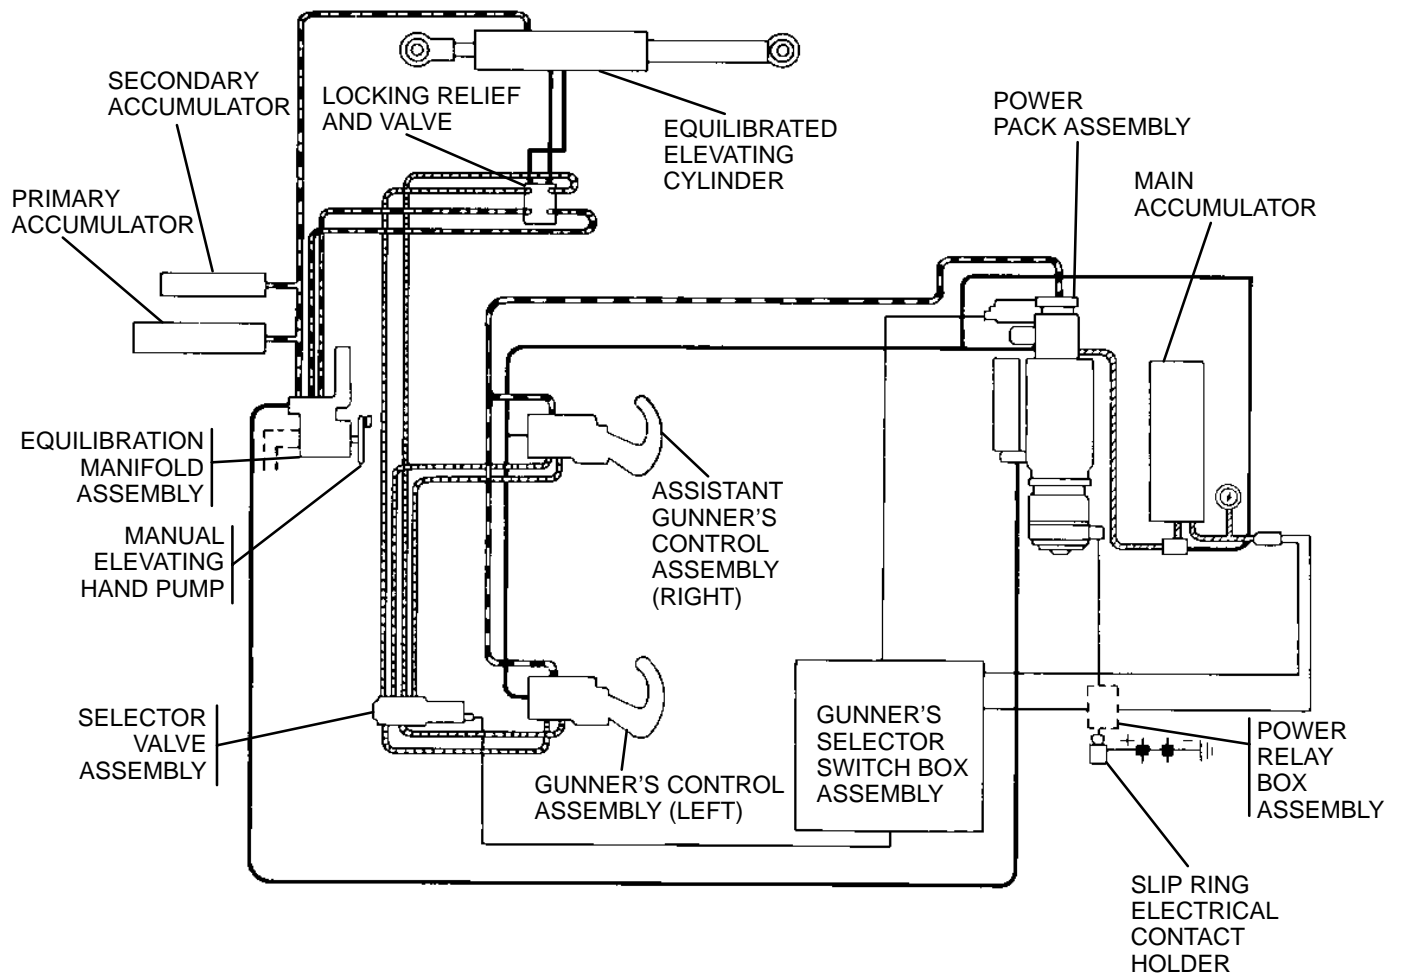 SECONDARY
ACCUMULATOR
LOCKING RELIEF
AND VALVE
EQUILIBRATED
ELEVATING
CYLINDER
POWER
PACK ASSEMBLY
MAIN
ACCUMULATOR
PRIMARY
ACCUMULATOR
EQUILIBRATION
MANIFOLD
ASSEMBLY
MANUAL
ELEVATING
HAND PUMP
ASSISTANT
GUNNER'S
CONTROL
ASSEMBLY
(RIGHT)
SELECTOR
VALVE
ASSEMBLY
GUNNER'S CONTROL
ASSEMBLY (LEFT)
GUNNER'S
SELECTOR
SWITCH BOX
ASSEMBLY
+ −
POWER
RELAY
BOX
ASSEMBLY
SLIP RING
ELECTRICAL
CONTACT
HOLDER